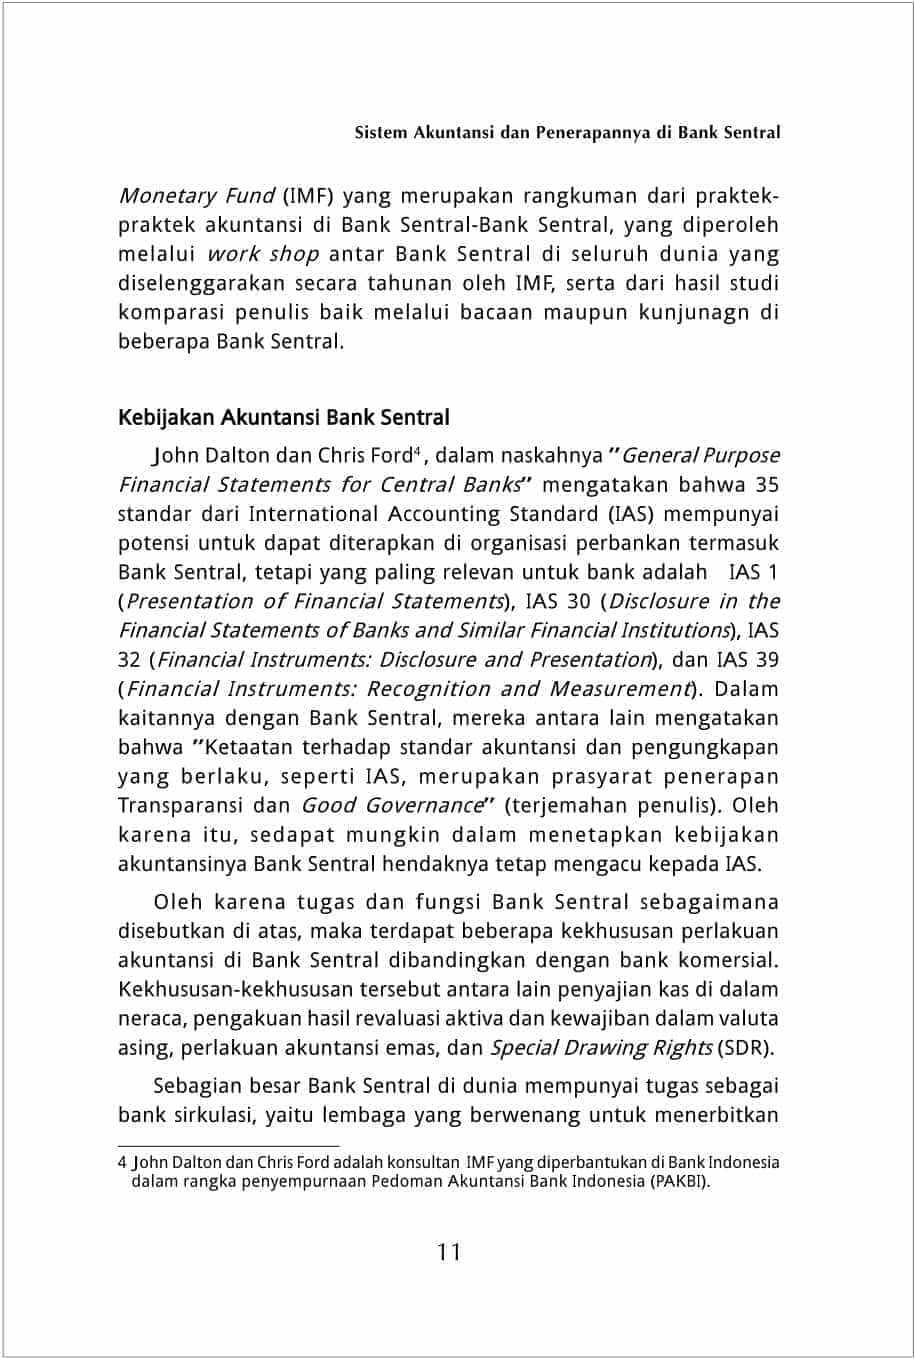 Sistem Akuntansi dan Penerapannya di Bank Sentral
Monetary Fund (IMF) yang merupakan rangkuman dari praktek-
praktek akuntansi di Bank Sentral-Bank Sentral, yang diperoleh
melalui work shop antar Bank Sentral di seluruh dunia yang
diselenggarakan secara tahunan oleh IMF, serta dari hasil studi
komparasi penulis baik melalui bacaan maupun kunjunagn di
beberapa Bank Sentral.
Kebijakan Akuntansi Bank Sentral
John Dalton dan Chris Ford4, dalam naskahnya "General Purpose
Financial Statements for Central Banks" mengatakan bahwa 35
standar dari International Accounting Standard (IAS) mempunyai
potensi untuk dapat diterapkan di organisasi perbankan termasuk
Bank Sentral, tetapi yang paling relevan untuk bank adalah IAS 1
(Presentation of Financial Statements), IAS 30 (Disclosure in the
Financial Statements of Banks and Similar Financial Institutions), IAS
32 (Financial Instruments: Disclosure and Presentation), dan IAS 39
(Financial Instruments: Recognition and Measurement). Dalam
kaitannya dengan Bank Sentral, mereka antara lain mengatakan
bahwa "Ketaatan terhadap standar akuntansi dan pengungkapan
yang berlaku, seperti IAS, merupakan prasyarat penerapan
Transparansi dan Good Governance" (terjemahan penulis). Oleh
karena itu, sedapat mungkin dalam menetapkan kebijakan
akuntansinya Bank Sentral hendaknya tetap mengacu kepada IAS.
Oleh karena tugas dan fungsi Bank Sentral sebagaimana
disebutkan di atas, maka terdapat beberapa kekhususan perlakuan
akuntansi di Bank Sentral dibandingkan dengan bank komersial.
Kekhususan-kekhususan tersebut antara lain penyajian kas di dalam
neraca, pengakuan hasil revaluasi aktiva dan kewajiban dalam valuta
asing, perlakuan akuntansi emas, dan Special Drawing Rights (SDR).
Sebagian besar Bank Sentral di dunia mempunyai tugas sebagai
bank sirkulasi, yaitu lembaga yang berwenang untuk menerbitkan
4 John Dalton dan Chris Ford adalah konsultan IMF yang diperbantukan di Bank Indonesia
dalam rangka penyempurnaan Pedoman Akuntansi Bank Indonesia (PAKBI).
11